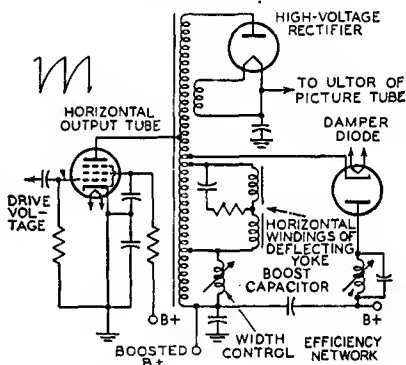 HIGH-VOLTAGE
RECTIFIER
TO ULTOR OF
PICTURE TUBE
HORIZONTAL
OUTPUT TUBE
DAMPER
DIODE
DRIVE
VOL-
TAGE
HORIZONTAL
WINDINGS OF
DEFLECTING
YOKE
BOOST
CAPACITOR
B+
B+
BOOSTED
B+
WIDTH
CONTROL
EFFICIENCY
NETWORK